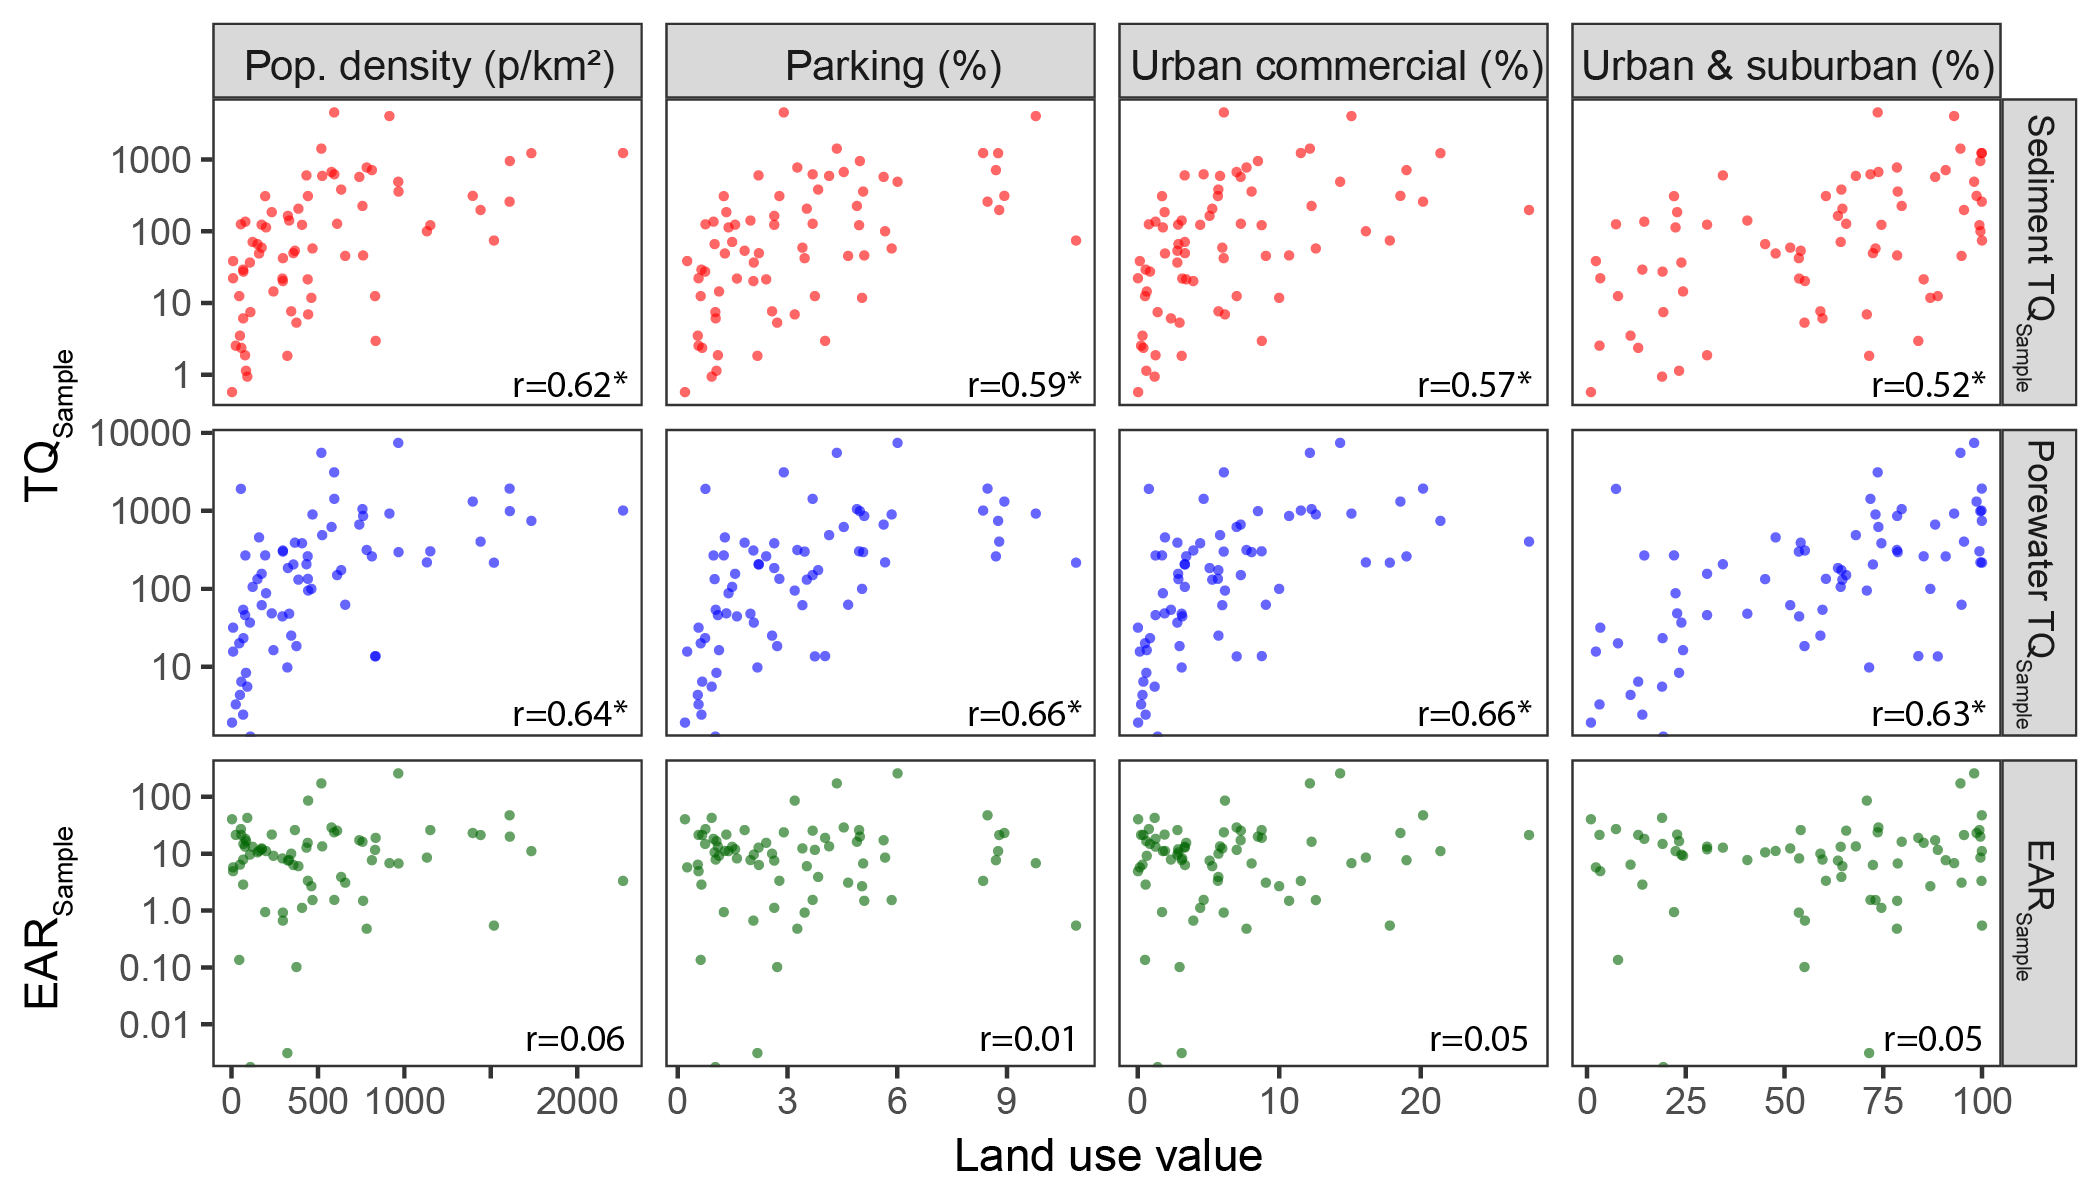 Pop. density (p/km²) Parking (%) Urban commercial (%) Urban & suburban (%)
TQSample
1000
100
10
1
r=0.62*
r=0.59*
r=0.57*
r=0.52*
Sediment TQSample
10000
1000
100
10
r=0.64*
r=0.66*
r=0.66*
r=0.63*
Porewater TQSample
EARSample
100
10
1.0
0.10
0.01
r=0.06
r=0.01
r=0.05
r=0.05
EARSample
0 500 1000 2000 0 3 6 9 0 10 20 0 25 50 75 100
Land use value